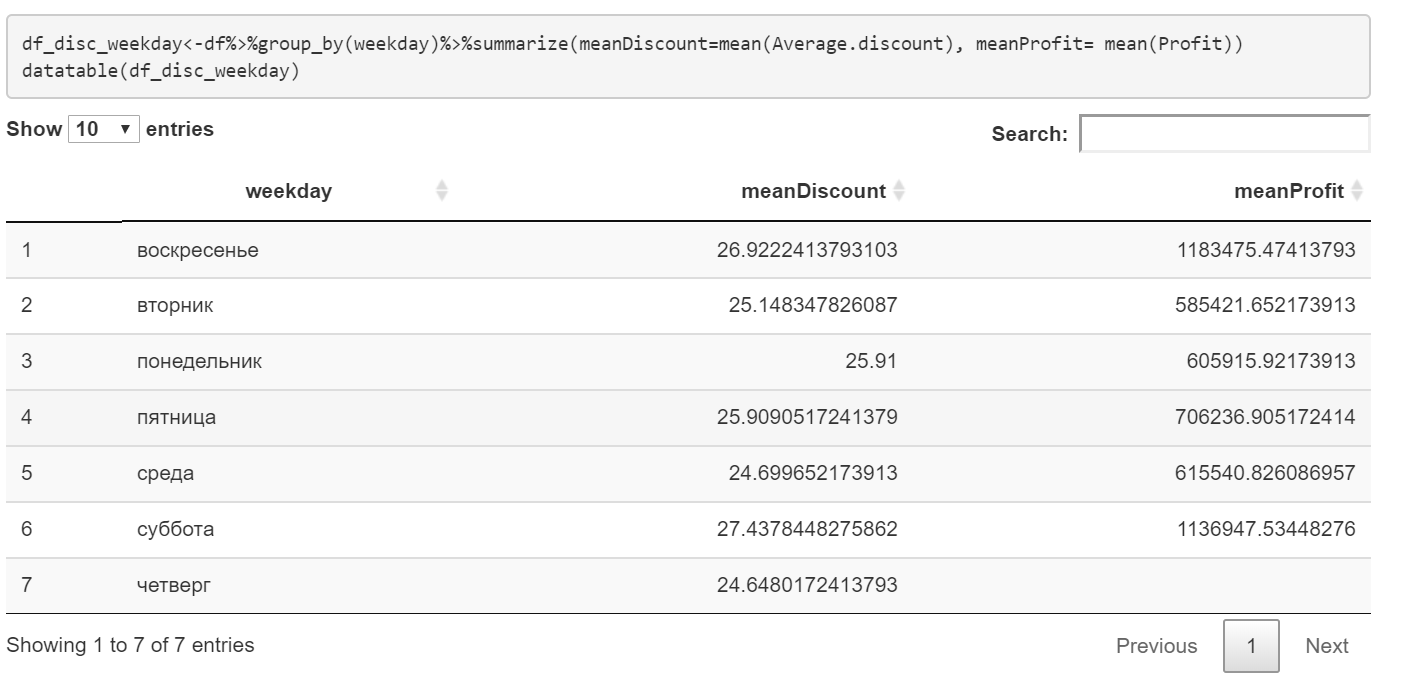 df_disc_weekday<-df%>%group_by(weekday)%>%summarize(meanDiscount=mean(Average.discount), meanProfit= mean(Profit))
datatable(df_disc_weekday)
Show 10 entries Search:
weekday meanDiscount meanProfit
1 воскресенье 26.9222413793103 1183475.47413793
2 вторник 25.148347826087 585421.652173913
3 понедельник 25.91 605915.92173913
4 пятница 25.9090517241379 706236.905172414
5 среда 24.699652173913 615540.826086957
6 суббота 27.4378448275862 1136947.53448276
7 четверг 24.6480172413793
Showing 1 to 7 of 7 entries Previous 1 Next